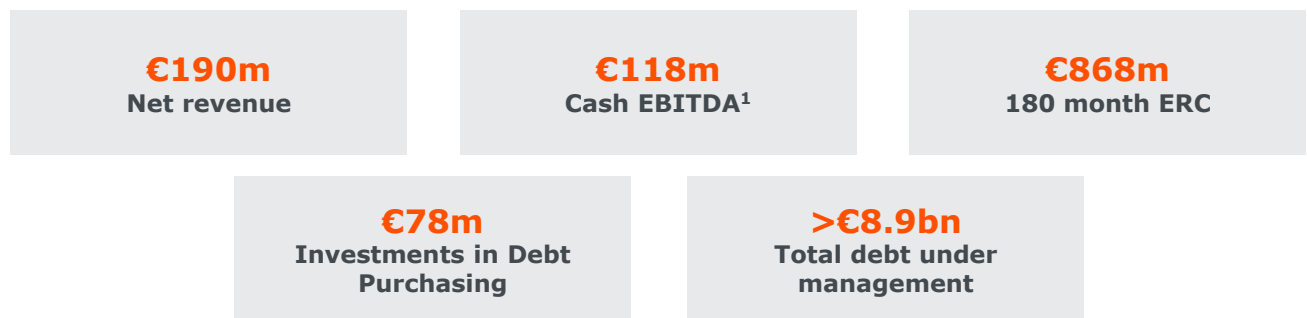 €190m
Net revenue
€118m
Cash EBITDA¹
€868m
180 month ERC
€78m
Investments in Debt
Purchasing
>€8.9bn
Total debt under
management